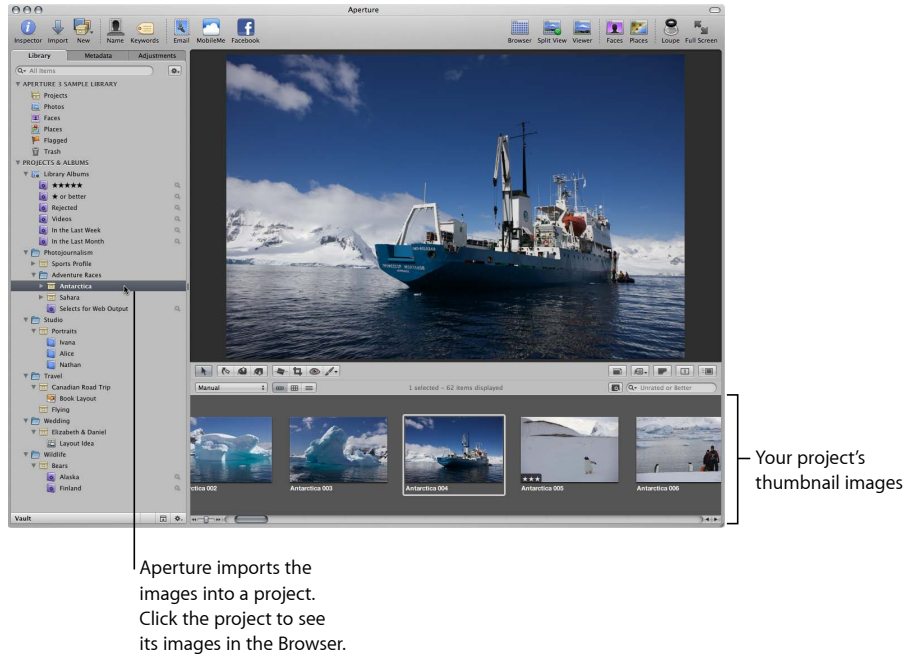 Aperture
Inspector Import New Name Keywords Email MobileMe Facebook Browser Split View Viewer Faces Places Loupe Full Screen
Library Metadata Adjustments
All Items
APERTURE 3 SAMPLE LIBRARY
Projects
Photos
Faces
Places
Flagged
Trash
PROJECTS & ALBUMS
Library Albums
★★★★★
★ or better
Rejected
Videos
In the Last Week
In the Last Month
Photojournalism
Sports Profile
Adventure Races
Antarctica
Sahara
Selects for Web Output
Studio
Portraits
Ivana
Alice
Nathan
Travel
Canadian Road Trip
Book Layout
Flying
Wedding
Elizabeth & Daniel
Layout Idea
Wildlife
Bears
Alaska
Finland
Vault
Manual 1 selected – 62 items displayed Unrated or Better
rctica 002 Antarctica 003 Antarctica 004 Antarctica 005 Antarctica 006
Your project's
thumbnail images
Aperture imports the
images into a project.
Click the project to see
its images in the Browser.